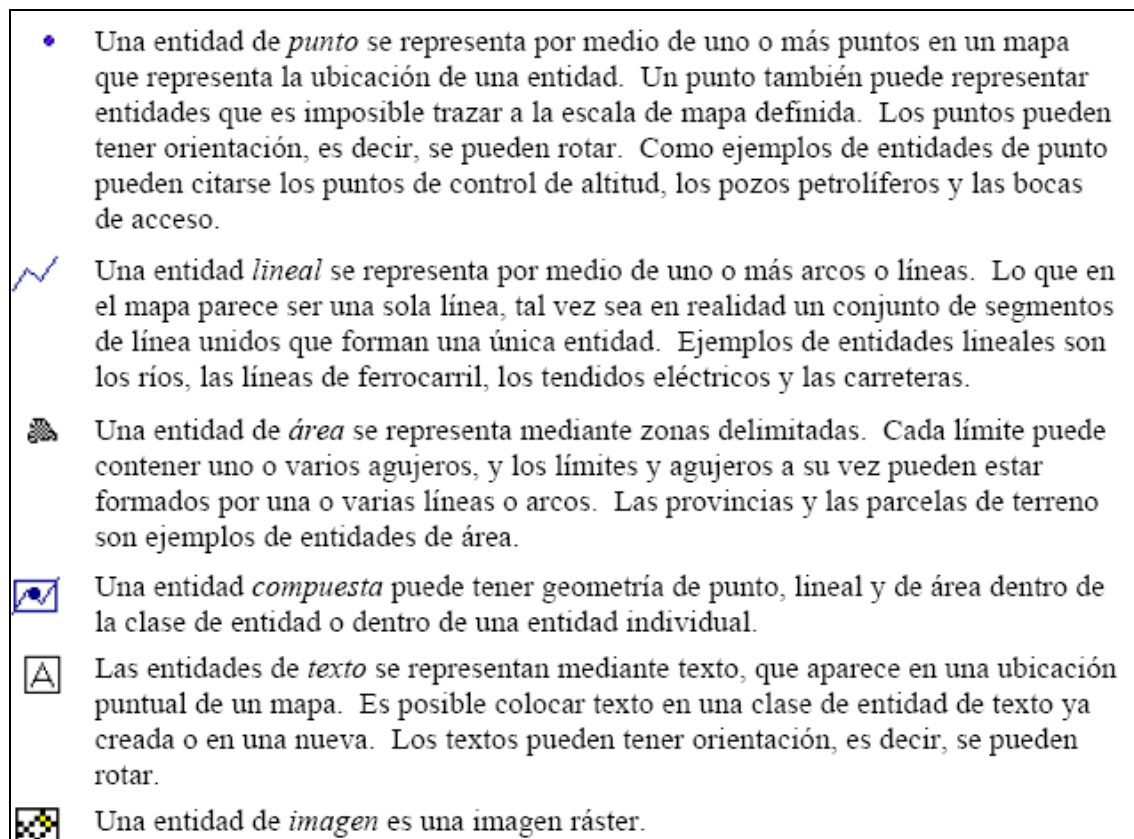 Una entidad de punto se representa por medio de uno o más puntos en un mapa
que representa la ubicación de una entidad. Un punto también puede representar
entidades que es imposible trazar a la escala de mapa definida. Los puntos pueden
tener orientación, es decir, se pueden rotar. Como ejemplos de entidades de punto
pueden citarse los puntos de control de altitud, los pozos petrolíferos y las bocas
de acceso.
Una entidad lineal se representa por medio de uno o más arcos o líneas. Lo que en
el mapa parece ser una sola línea, tal vez sea en realidad un conjunto de segmentos
de línea unidos que forman una única entidad. Ejemplos de entidades lineales son
los ríos, las líneas de ferrocarril, los tendidos eléctricos y las carreteras.
Una entidad de área se representa mediante zonas delimitadas. Cada límite puede
contener uno o varios agujeros, y los límites y agujeros a su vez pueden estar
formados por una o varias líneas o arcos. Las provincias y las parcelas de terreno
son ejemplos de entidades de área.
Una entidad compuesta puede tener geometría de punto, lineal y de área dentro de
la clase de entidad o dentro de una entidad individual.
A Las entidades de texto se representan mediante texto, que aparece en una ubicación
puntual de un mapa. Es posible colocar texto en una clase de entidad de texto ya
creada o en una nueva. Los textos pueden tener orientación, es decir, se pueden
rotar.
Una entidad de imagen es una imagen ráster.